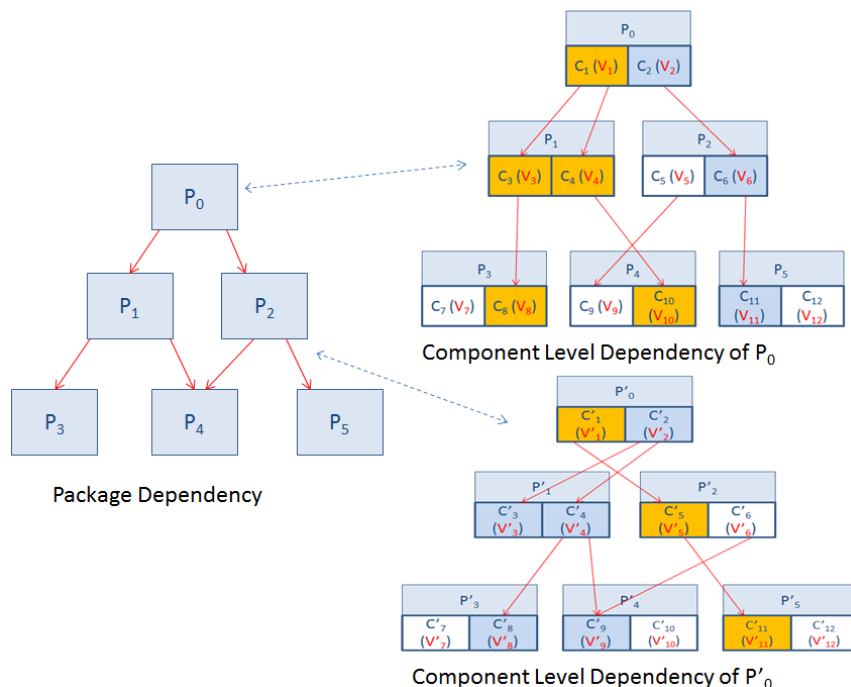 P₀
C₁ (V₁) C₂ (V₂)
P₁ P₂
C₃ (V₃) C₄ (V₄) C₅ (V₅) C₆ (V₆)
P₃ P₄ P₅
C₇ (V₇) C₈ (V₈) C₉ (V₉) C₁₀ (V₁₀) C₁₁ (V₁₁) C₁₂ (V₁₂)
Component Level Dependency of P₀
P₀
P₁ P₂
P₃ P₄ P₅
Package Dependency
P'₀
C'₁ (V'₁) C'₂ (V'₂)
P'₁ P'₂
C'₃ (V'₃) C'₄ (V'₄) C'₅ (V'₅) C'₆ (V'₆)
P'₃ P'₄ P'₅
C'₇ (V'₇) C'₈ (V'₈) C'₉ (V'₉) C'₁₀ (V'₁₀) C'₁₁ (V'₁₁) C'₁₂ (V'₁₂)
Component Level Dependency of P'₀